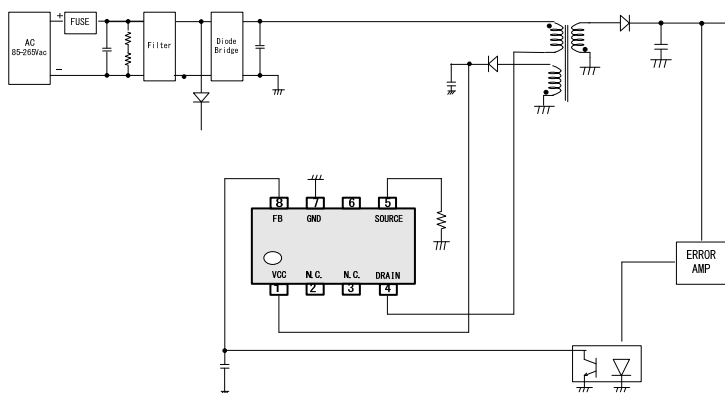 AC
85-265Vac
+
−
FUSE
Filter
Diode
Bridge
8
7
6
5
FB
GND
SOURCE
VCC
N.C.
N.C.
DRAIN
1
2
3
4
ERROR
AMP